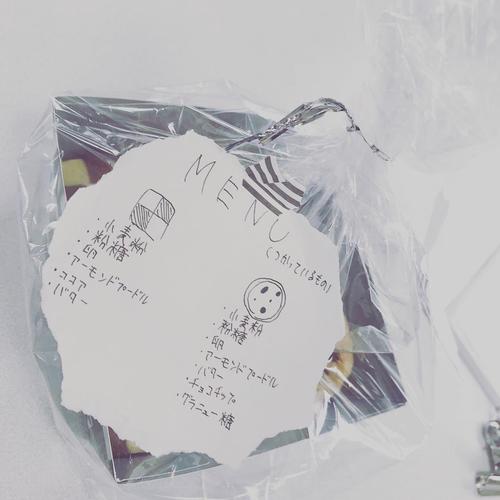 MENU
(つかっているもの)
・小麦粉
・粉糖
・卵
・アーモンドプードル
・ココア
・バター
・小麦粉
・粉糖
・卵
・アーモンドプードル
・バター
・チョコチップ
・グラニュー糖